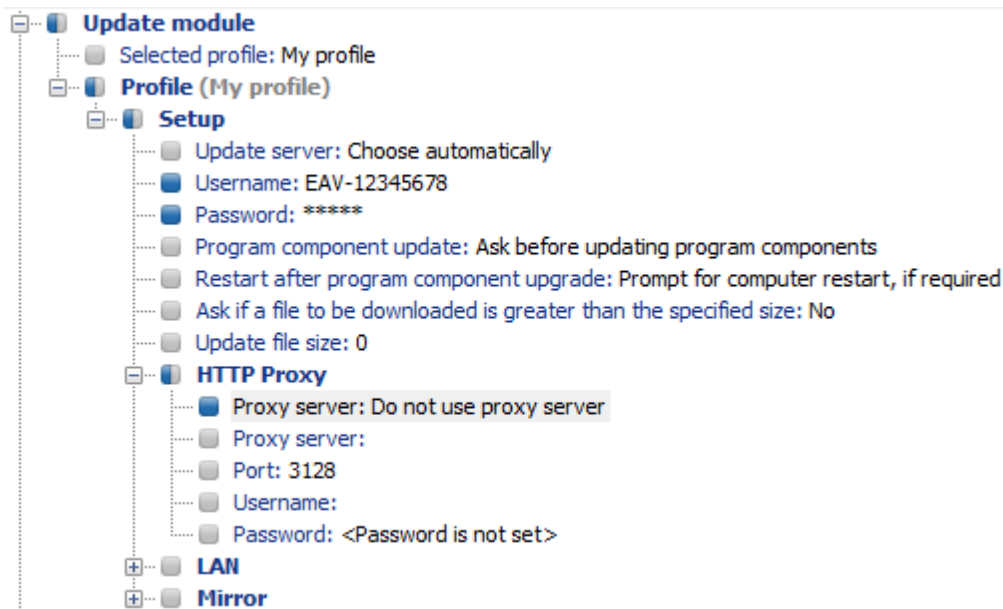 Update module
Selected profile: My profile
Profile (My profile)
Setup
Update server: Choose automatically
Username: EAV-12345678
Password: *****
Program component update: Ask before updating program components
Restart after program component upgrade: Prompt for computer restart, if required
Ask if a file to be downloaded is greater than the specified size: No
Update file size: 0
HTTP Proxy
Proxy server: Do not use proxy server
Proxy server:
Port: 3128
Username:
Password: <Password is not set>
LAN
Mirror